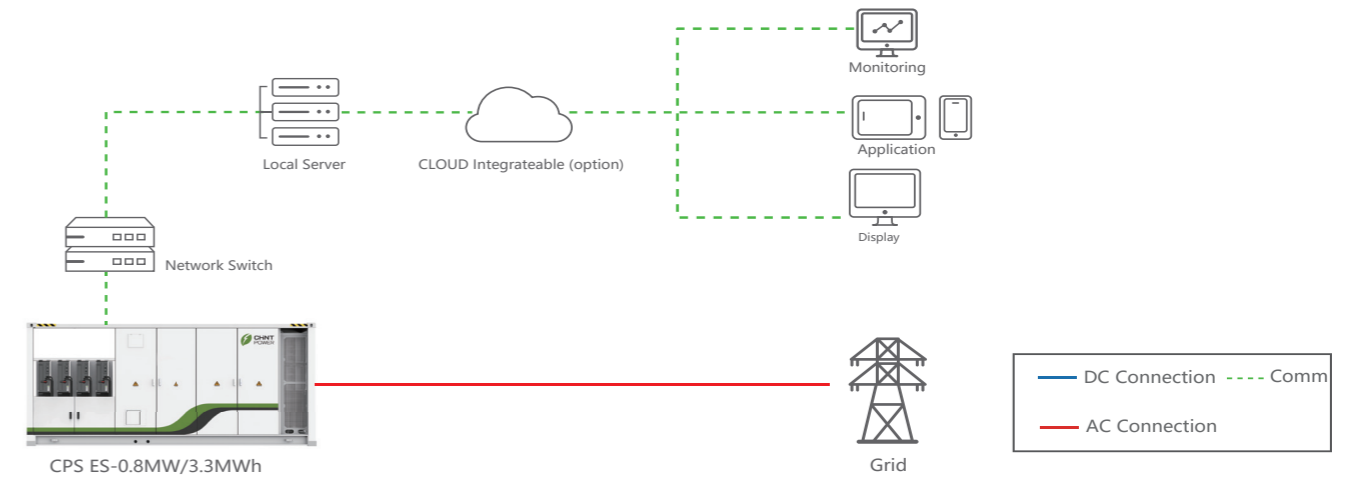 Monitoring
Application
Local Server
CLOUD Integrateable (option)
Display
Network Switch
CHNT
POWER
DC Connection
Comm
AC Connection
CPS ES-0.8MW/3.3MWh
Grid